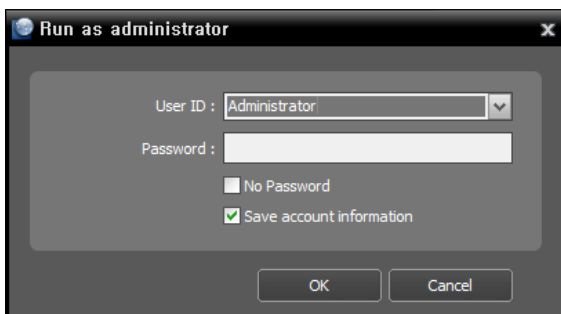 Run as administrator
User ID : Administrator
Password :
No Password
Save account information
OK Cancel